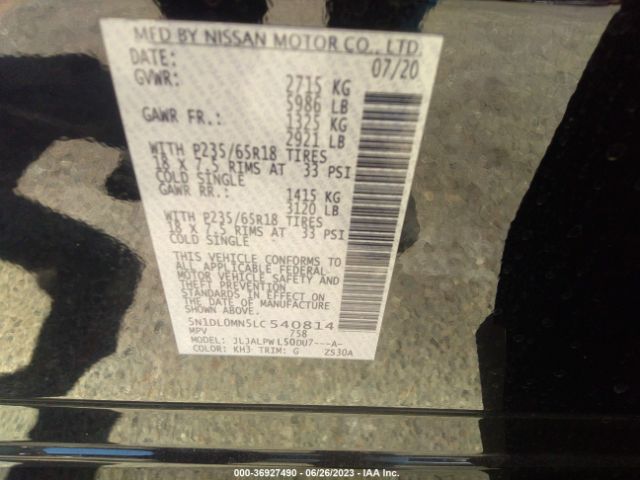 MFD BY NISSAN MOTOR CO., LTD.
DATE: 07/20
GVWR: 2715 KG
5986 LB
GAWR FR.: 1325 KG
2921 LB
WITH P235/65R18 TIRES
18 X 7.5 RIMS AT 33 PSI
COLD SINGLE
GAWR RR.: 1415 KG
3120 LB
WITH P235/65R18 TIRES
18 X 7.5 RIMS AT 33 PSI
COLD SINGLE
THIS VEHICLE CONFORMS TO
ALL APPLICABLE FEDERAL
MOTOR VEHICLE SAFETY AND
THEFT PREVENTION
STANDARDS IN EFFECT ON
THE DATE OF MANUFACTURE
SHOWN ABOVE.
5N1DL0MN5LC540814
MPV 758
MODEL: JLJALPWL50DU7---A-
COLOR: KH3 TRIM: G Z530A
000-36927490 - 06/26/2023 - IAA Inc.